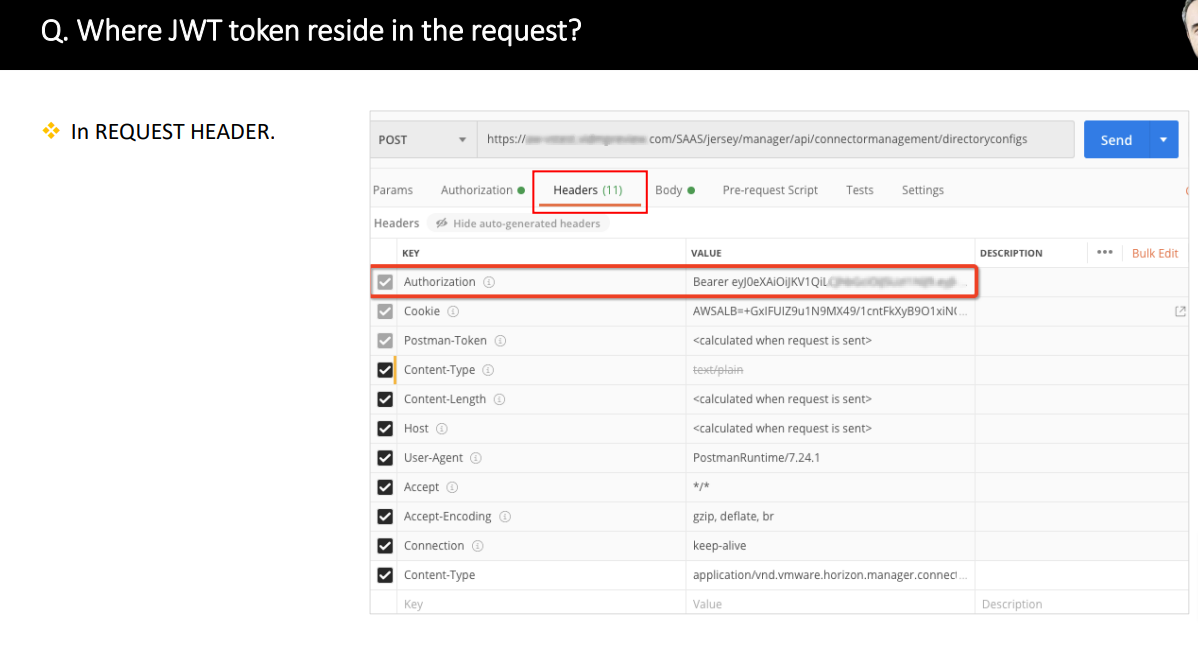 Q. Where JWT token reside in the request?
In REQUEST HEADER.
POST https:// .com/SAAS/jersey/manager/api/connectormanagement/directoryconfigs Send
Params Authorization Headers (11) Body Pre-request Script Tests Settings
Headers Hide auto-generated headers
KEY VALUE DESCRIPTION ••• Bulk Edit
Authorization Bearer eyJ0eXAiOiJKV1QiL ...
Cookie AWSALB=+GxIFUIZ9u1N9MX49/1cntFkXyB9O1xiN ...
Postman-Token <calculated when request is sent>
Content-Type text/plain
Content-Length <calculated when request is sent>
Host <calculated when request is sent>
User-Agent PostmanRuntime/7.24.1
Accept */*
Accept-Encoding gzip, deflate, br
Connection keep-alive
Content-Type application/vnd.vmware.horizon.manager.connect...
Key Value Description